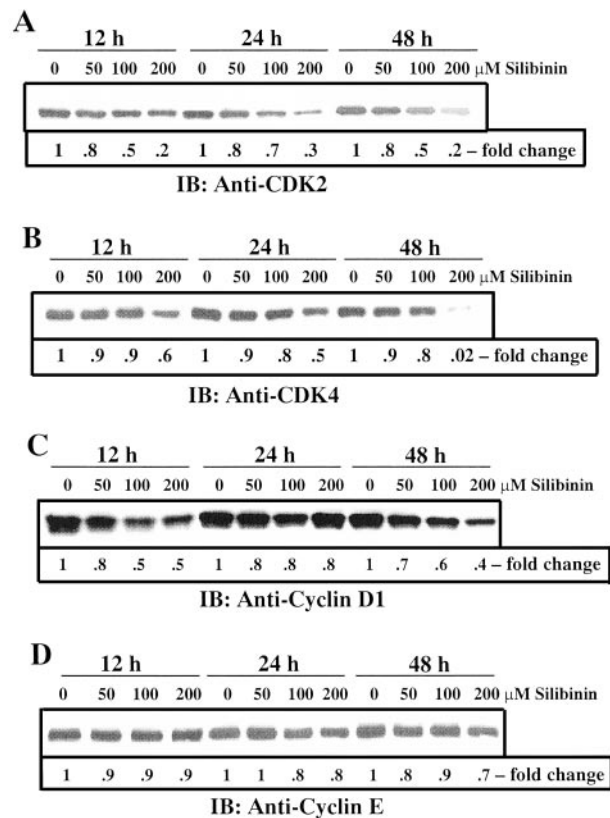 A
12 h 24 h 48 h
0 50 100 200 0 50 100 200 0 50 100 200 µM Silibinin
1 .8 .5 .2 1 .8 .7 .3 1 .8 .5 .2 – fold change
IB: Anti-CDK2
B
12 h 24 h 48 h
0 50 100 200 0 50 100 200 0 50 100 200 µM Silibinin
1 .9 .9 .6 1 .9 .8 .5 1 .9 .8 .02 – fold change
IB: Anti-CDK4
C
12 h 24 h 48 h
0 50 100 200 0 50 100 200 0 50 100 200 µM Silibinin
1 .8 .5 .5 1 .8 .8 .8 1 .7 .6 .4 – fold change
IB: Anti-Cyclin D1
D
12 h 24 h 48 h
0 50 100 200 0 50 100 200 0 50 100 200 µM Silibinin
1 .9 .9 .9 1 1 .8 .8 1 .8 .9 .7 – fold change
IB: Anti-Cyclin E